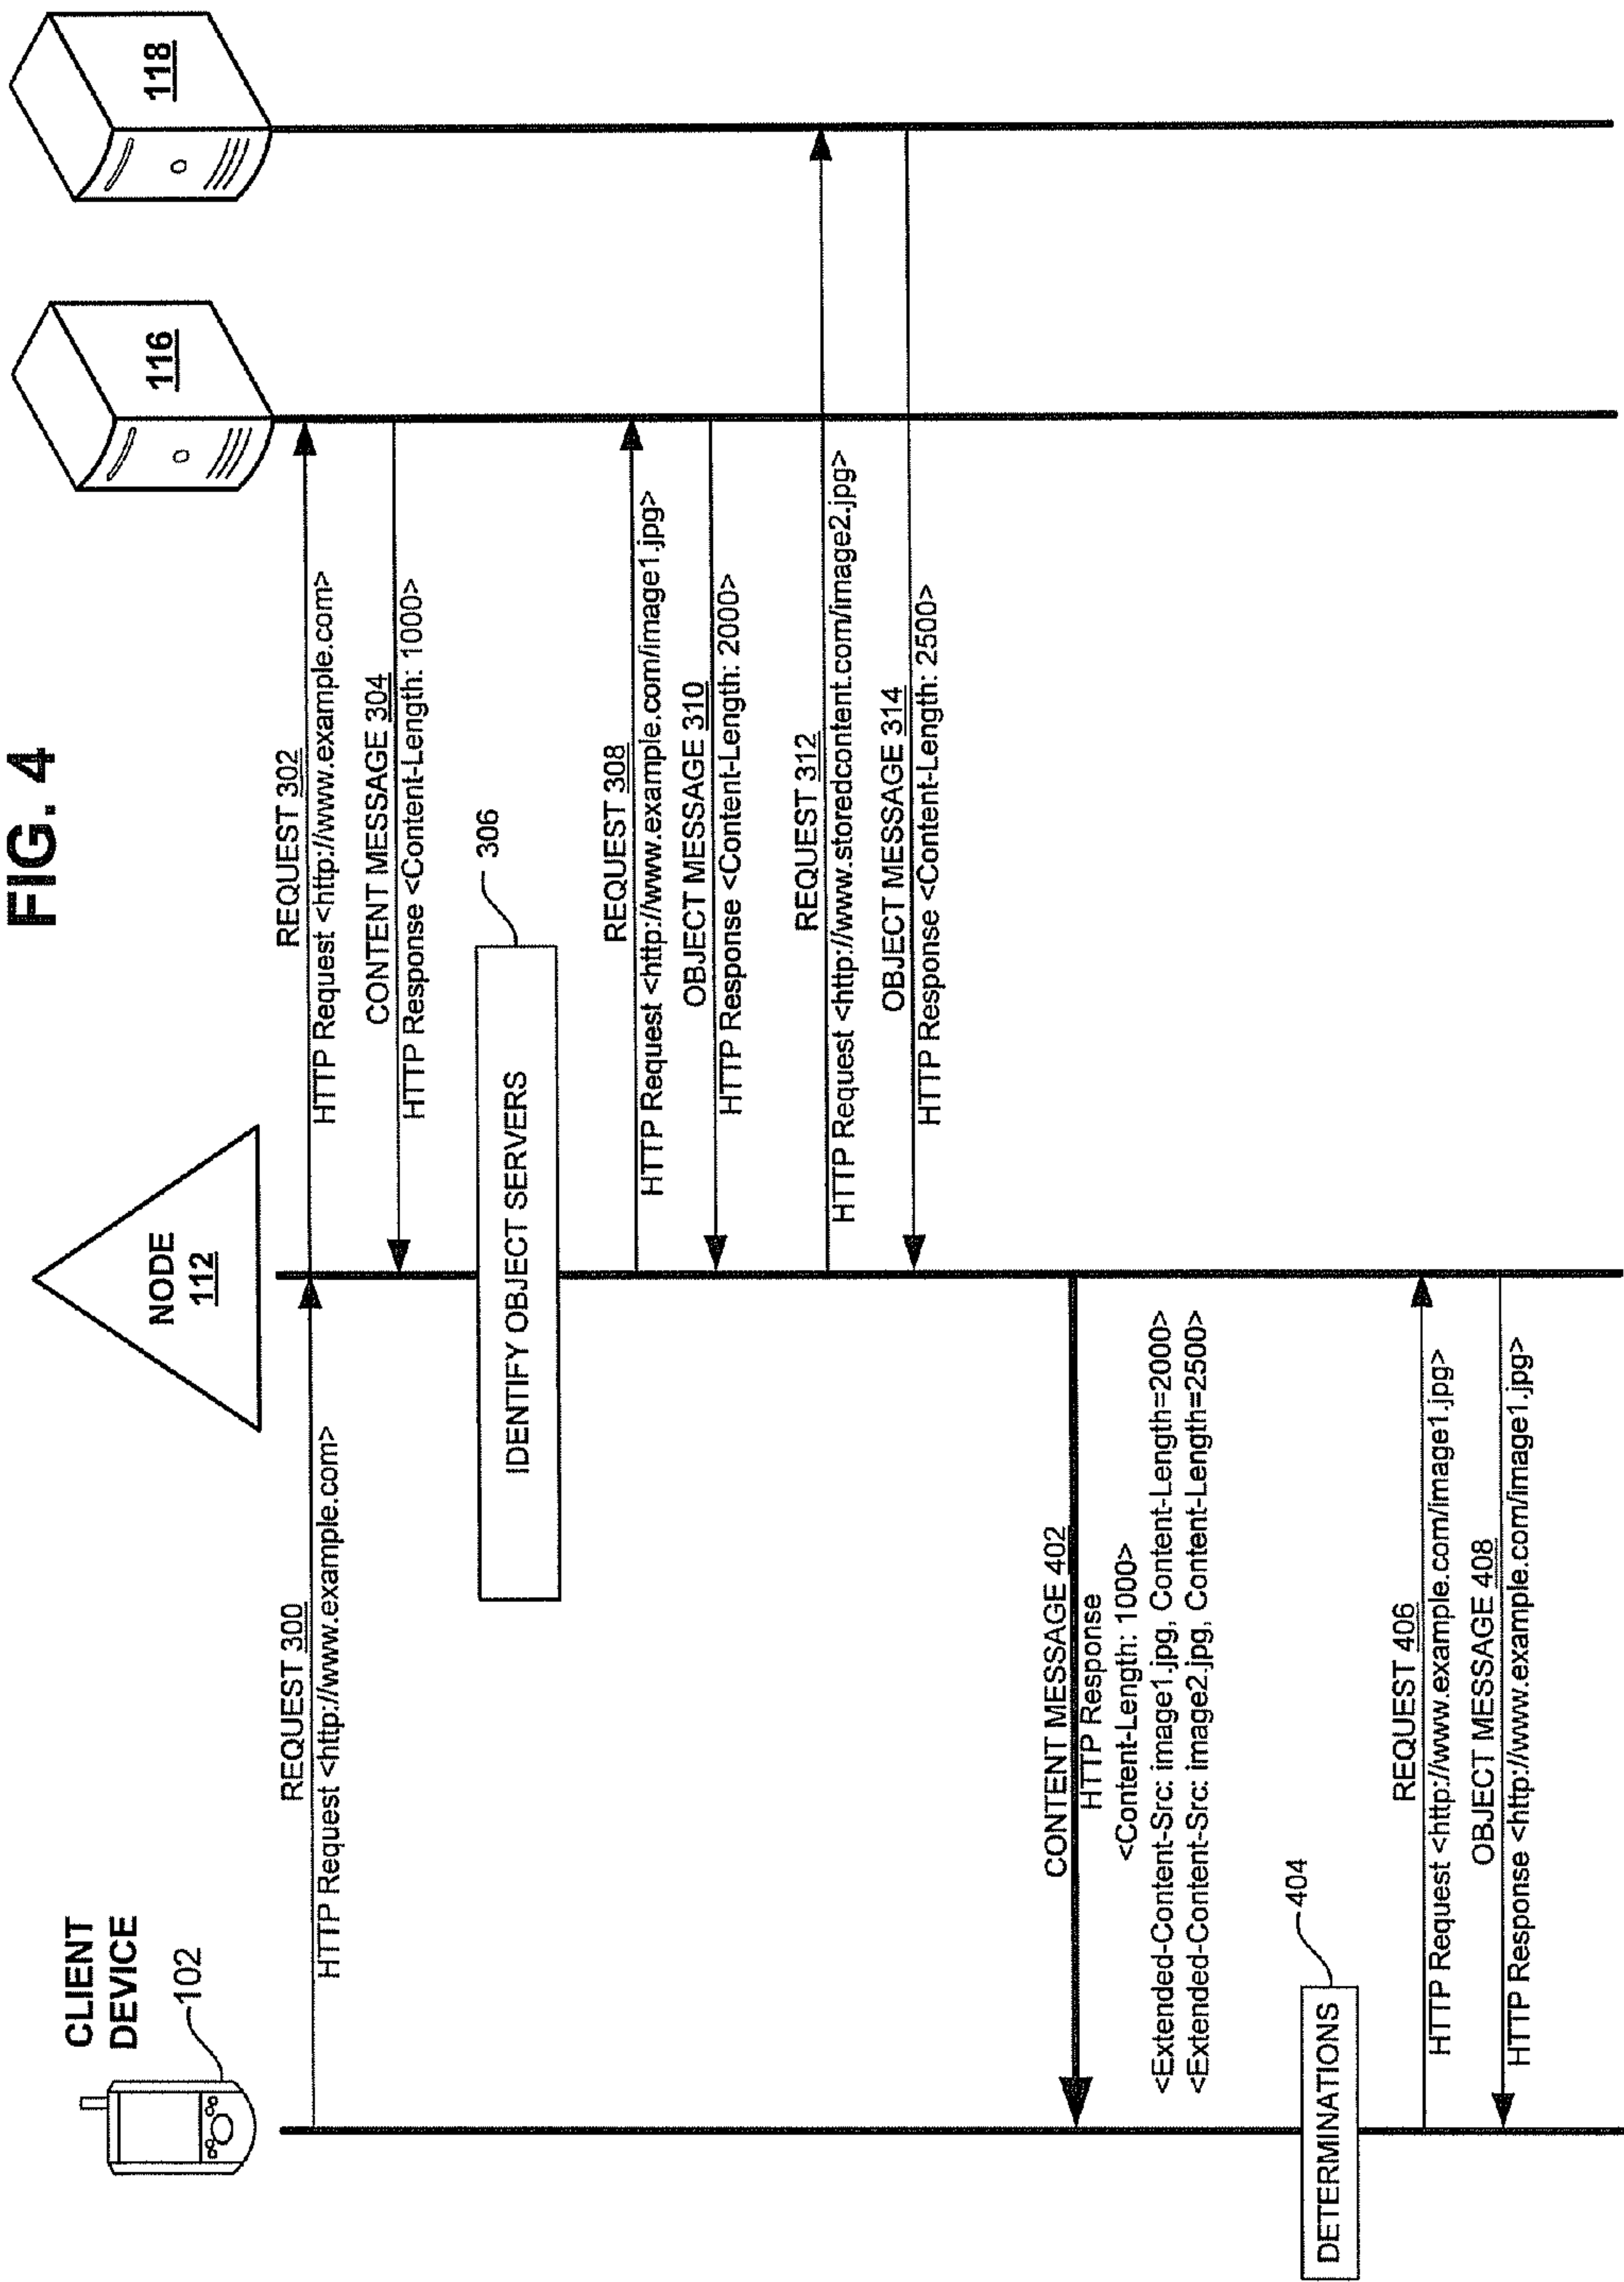 FIG. 4
CLIENT
DEVICE
102
NODE
112
116
118
REQUEST 300
HTTP Request <http://www.example.com>
REQUEST 302
HTTP Request <http://www.example.com>
CONTENT MESSAGE 304
HTTP Response <Content-Length: 1000>
IDENTIFY OBJECT SERVERS
306
REQUEST 308
HTTP Request <http://www.example.com/image1.jpg>
OBJECT MESSAGE 310
HTTP Response <Content-Length: 2000>
REQUEST 312
HTTP Request <http://www.storedcontent.com/image2.jpg>
OBJECT MESSAGE 314
HTTP Response <Content-Length: 2500>
CONTENT MESSAGE 402
HTTP Response
<Content-Length: 1000>
<Extended-Content-Src: image1.jpg, Content-Length=2000>
<Extended-Content-Src: image2.jpg, Content-Length=2500>
DETERMINATIONS
404
REQUEST 406
HTTP Request <http://www.example.com/image1.jpg>
OBJECT MESSAGE 408
HTTP Response <http://www.example.com/image1.jpg>